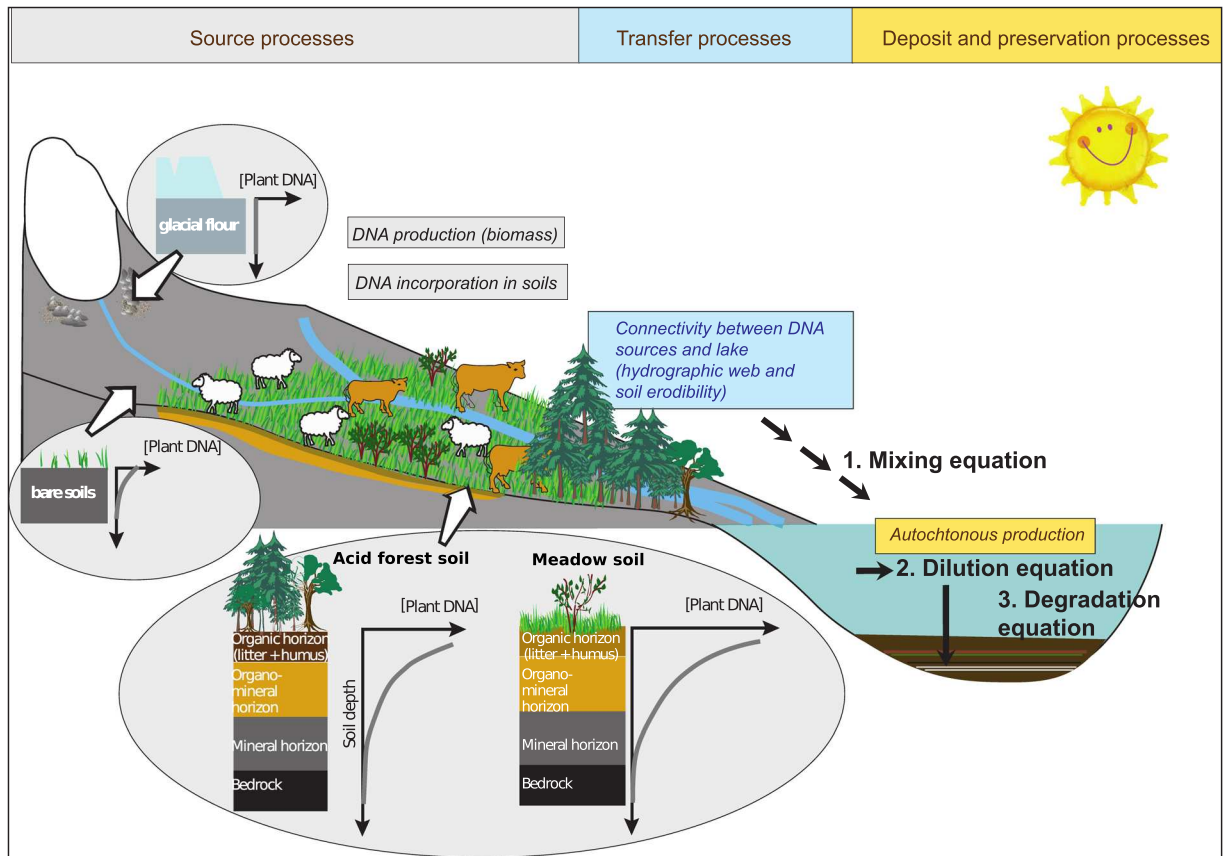 Source processes
Transfer processes
Deposit and preservation processes
[Plant DNA]
glacial flour
DNA production (biomass)
DNA incorporation in soils
Connectivity between DNA
sources and lake
(hydrographic web and
soil erodibility)
[Plant DNA]
bare soils
1. Mixing equation
Autochtonous production
2. Dilution equation
3. Degradation
equation
Acid forest soil
[Plant DNA]
Organic horizon
(litter + humus)
Organo-
mineral
horizon
Mineral horizon
Bedrock
Soil depth
Meadow soil
[Plant DNA]
Organic horizon
(litter + humus)
Organo-
mineral
horizon
Mineral horizon
Bedrock